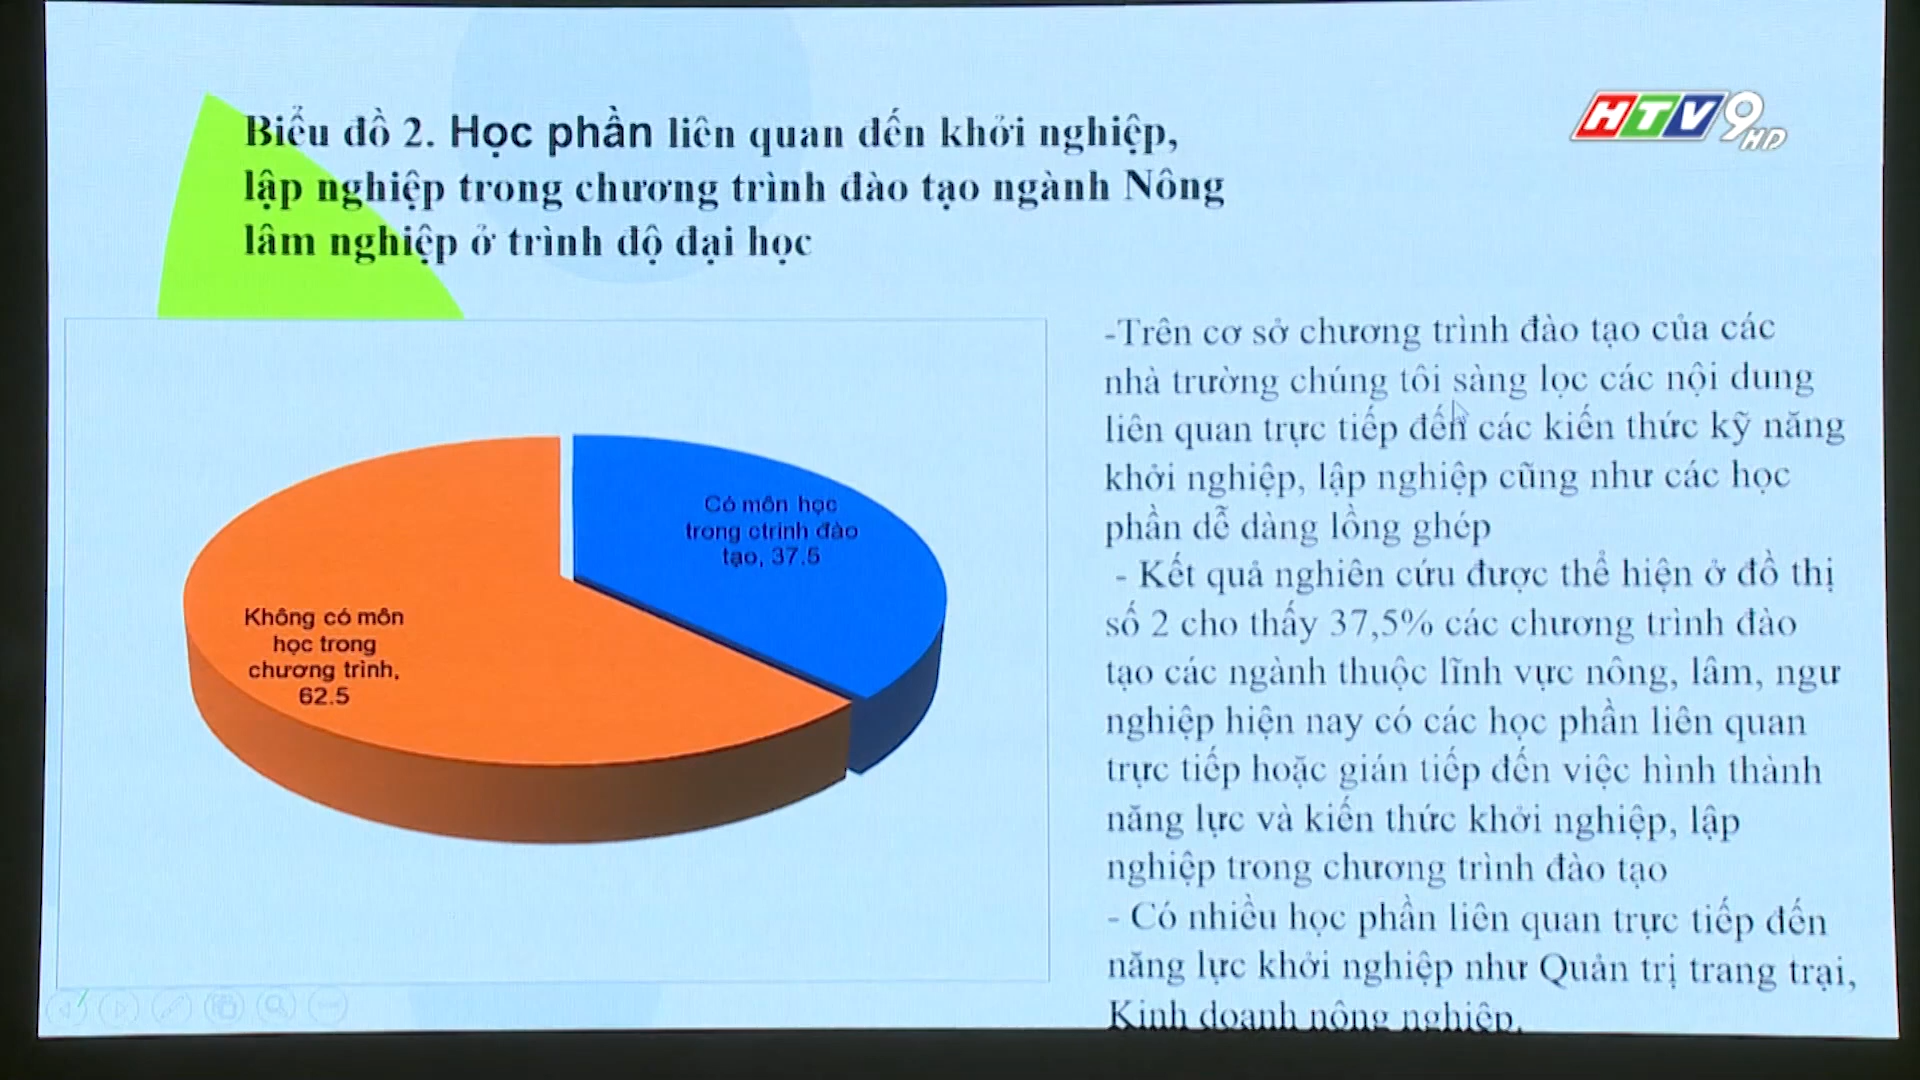 Biểu đồ 2. Học phần liên quan đến khởi nghiệp,
lập nghiệp trong chương trình đào tạo ngành Nông
lâm nghiệp ở trình độ đại học
HTV9 HD
Có môn học
trong ctrinh đào
tạo, 37.5
Không có môn
học trong
chương trình,
62.5
-Trên cơ sở chương trình đào tạo của các
nhà trường chúng tôi sàng lọc các nội dung
liên quan trực tiếp đến các kiến thức kỹ năng
khởi nghiệp, lập nghiệp cũng như các học
phần dễ dàng lồng ghép
- Kết quả nghiên cứu được thể hiện ở đồ thị
số 2 cho thấy 37,5% các chương trình đào
tạo các ngành thuộc lĩnh vực nông, lâm, ngư
nghiệp hiện nay có các học phần liên quan
trực tiếp hoặc gián tiếp đến việc hình thành
năng lực và kiến thức khởi nghiệp, lập
nghiệp trong chương trình đào tạo
- Có nhiều học phần liên quan trực tiếp đến
năng lực khởi nghiệp như Quản trị trang trại,
Kinh doanh nông nghiệp,